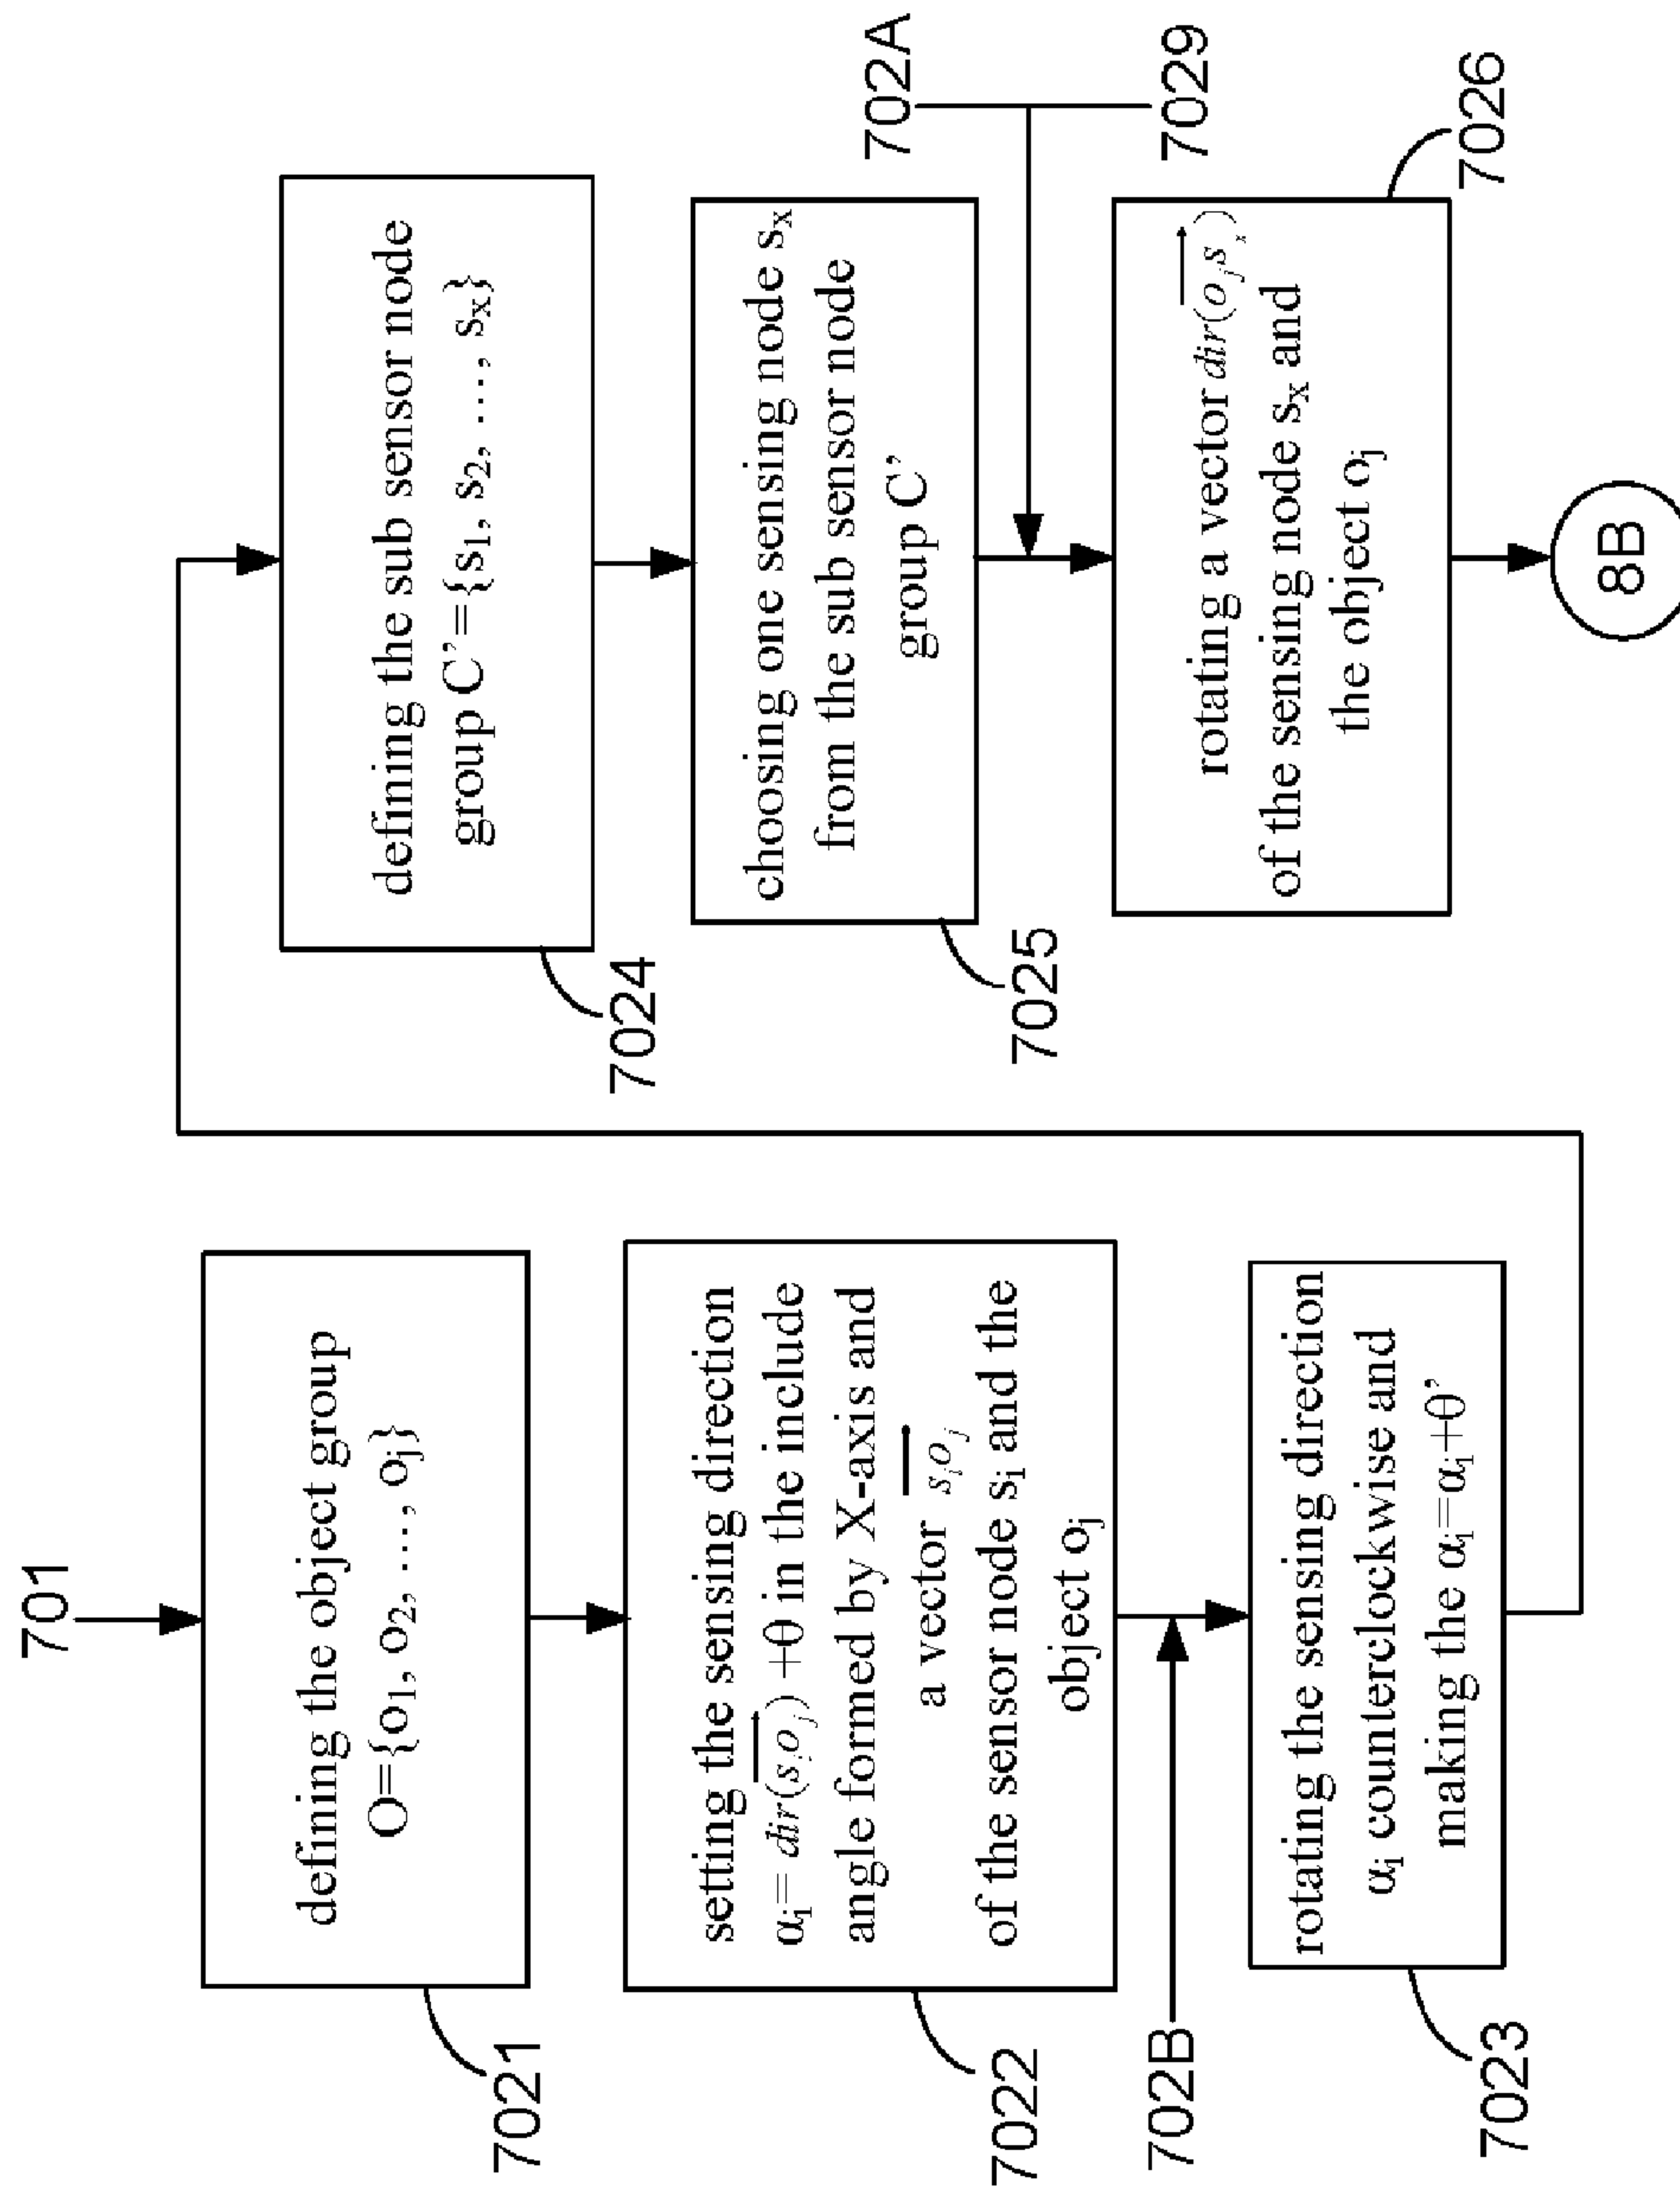 701
defining the object group
O={o₁, o₂, …, oⱼ}
7021
setting the sensing direction
αᵢ= dir(sᵢoⱼ) +θ in the include
angle formed by X-axis and
a vector sᵢoⱼ
of the sensor node sᵢ and the
object oⱼ
7022
702B
rotating the sensing direction
αᵢ counterclockwise and
making the αᵢ=αᵢ+θ’
7023
defining the sub sensor node
group C’={s₁, s₂, …, sₓ}
7024
choosing one sensing node sₓ
from the sub sensor node
group C’
7025
702A
7029
rotating a vector dir(oⱼsₓ)
of the sensing node sₓ and
the object oⱼ
7026
8B